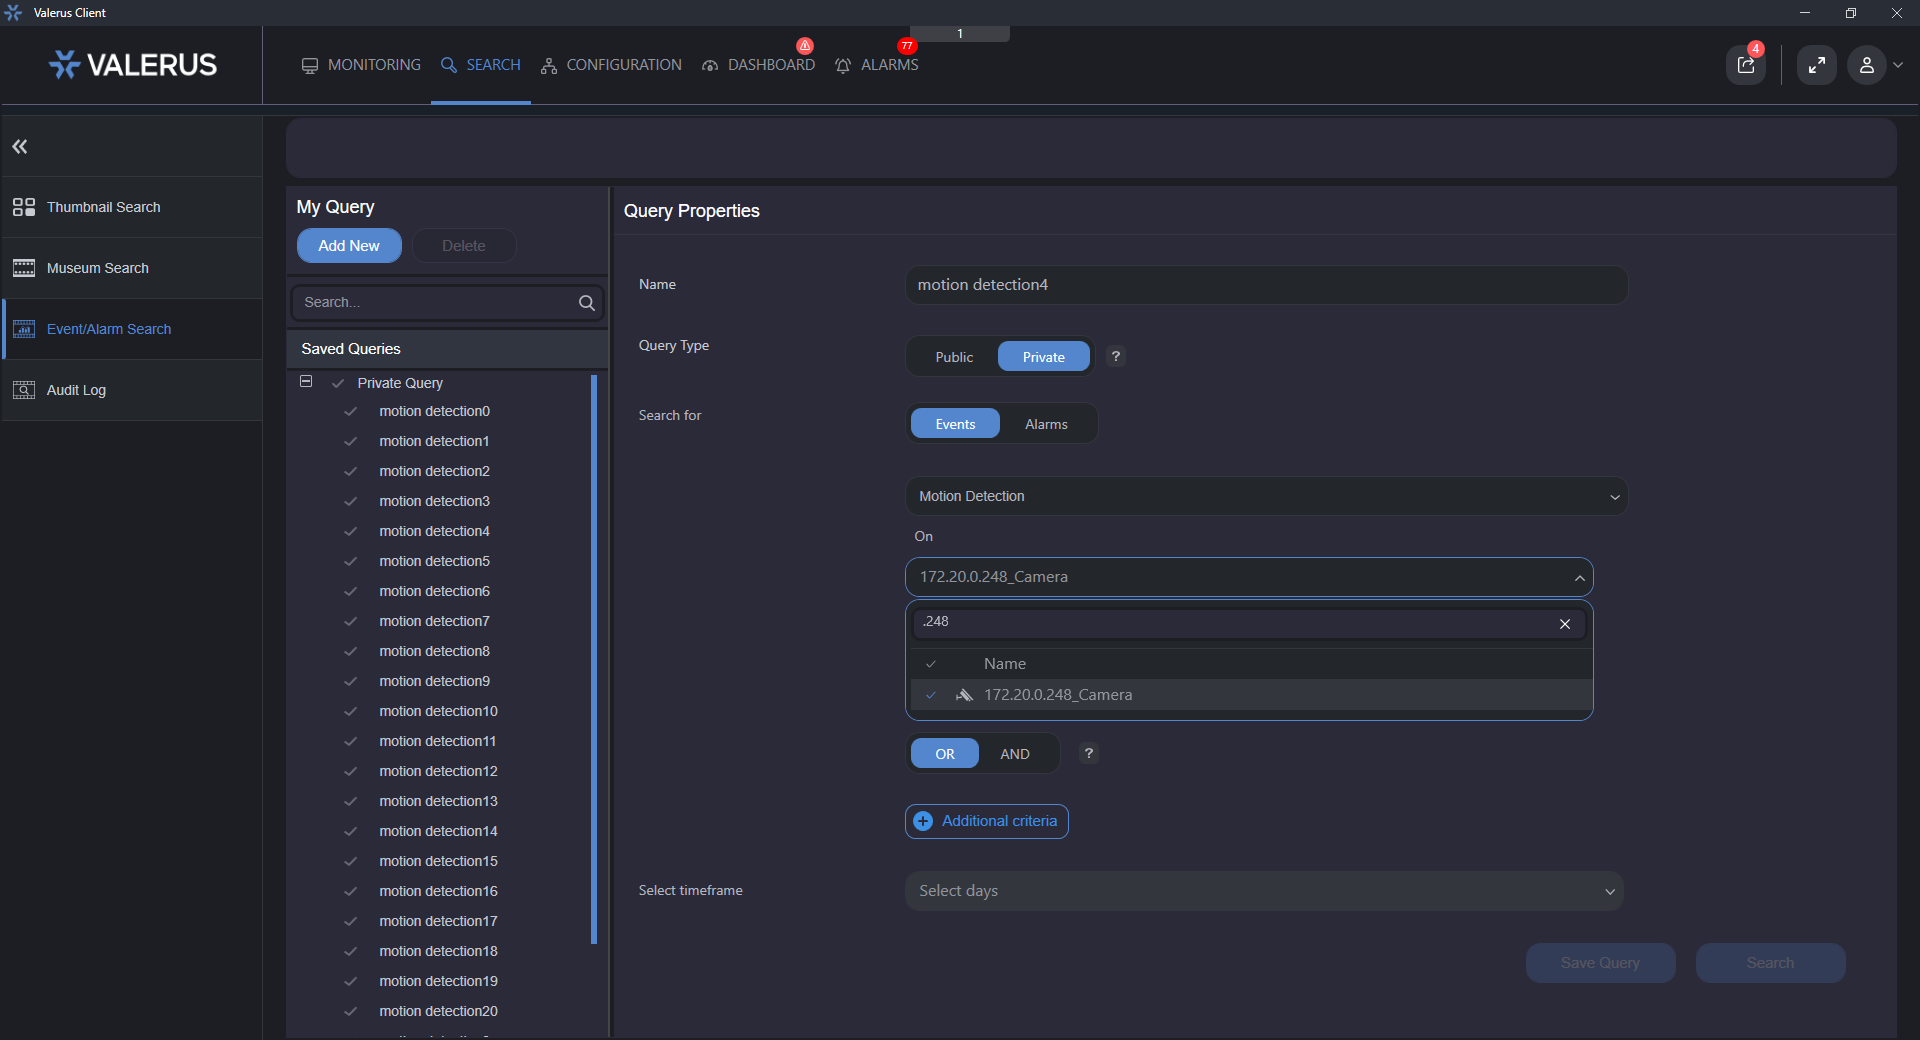 Valerus Client
VALERUS
MONITORING
SEARCH
CONFIGURATION
DASHBOARD
77
ALARMS
1
4
Thumbnail Search
Museum Search
Event/Alarm Search
Audit Log
My Query
Add New
Delete
Search...
Saved Queries
Private Query
motion detection0
motion detection1
motion detection2
motion detection3
motion detection4
motion detection5
motion detection6
motion detection7
motion detection8
motion detection9
motion detection10
motion detection11
motion detection12
motion detection13
motion detection14
motion detection15
motion detection16
motion detection17
motion detection18
motion detection19
motion detection20
Query Properties
Name
motion detection4
Query Type
Public
Private
?
Search for
Events
Alarms
Motion Detection
On
172.20.0.248_Camera
.248
Name
172.20.0.248_Camera
OR
AND
?
Additional criteria
Select timeframe
Select days
Save Query
Search